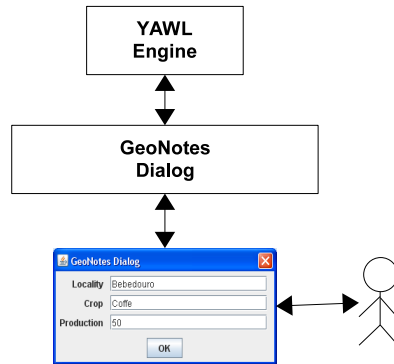 YAWL
Engine
GeoNotes
Dialog
GeoNotes Dialog
Locality Bebedouro
Crop Coffe
Production 50
OK